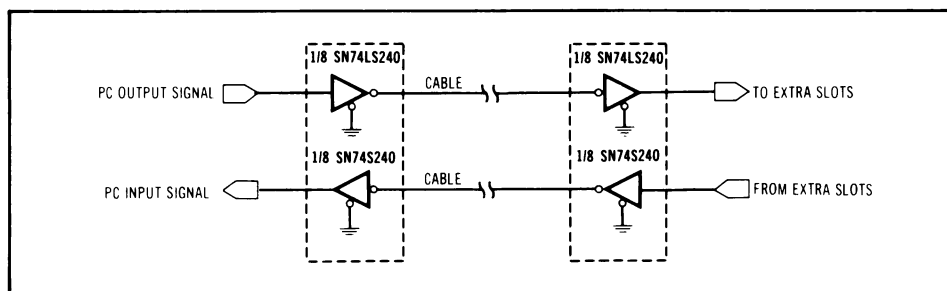 1/8 SN74LS240 1/8 SN74LS240
PC OUTPUT SIGNAL CABLE TO EXTRA SLOTS
1/8 SN74S240 1/8 SN74S240
PC INPUT SIGNAL CABLE FROM EXTRA SLOTS